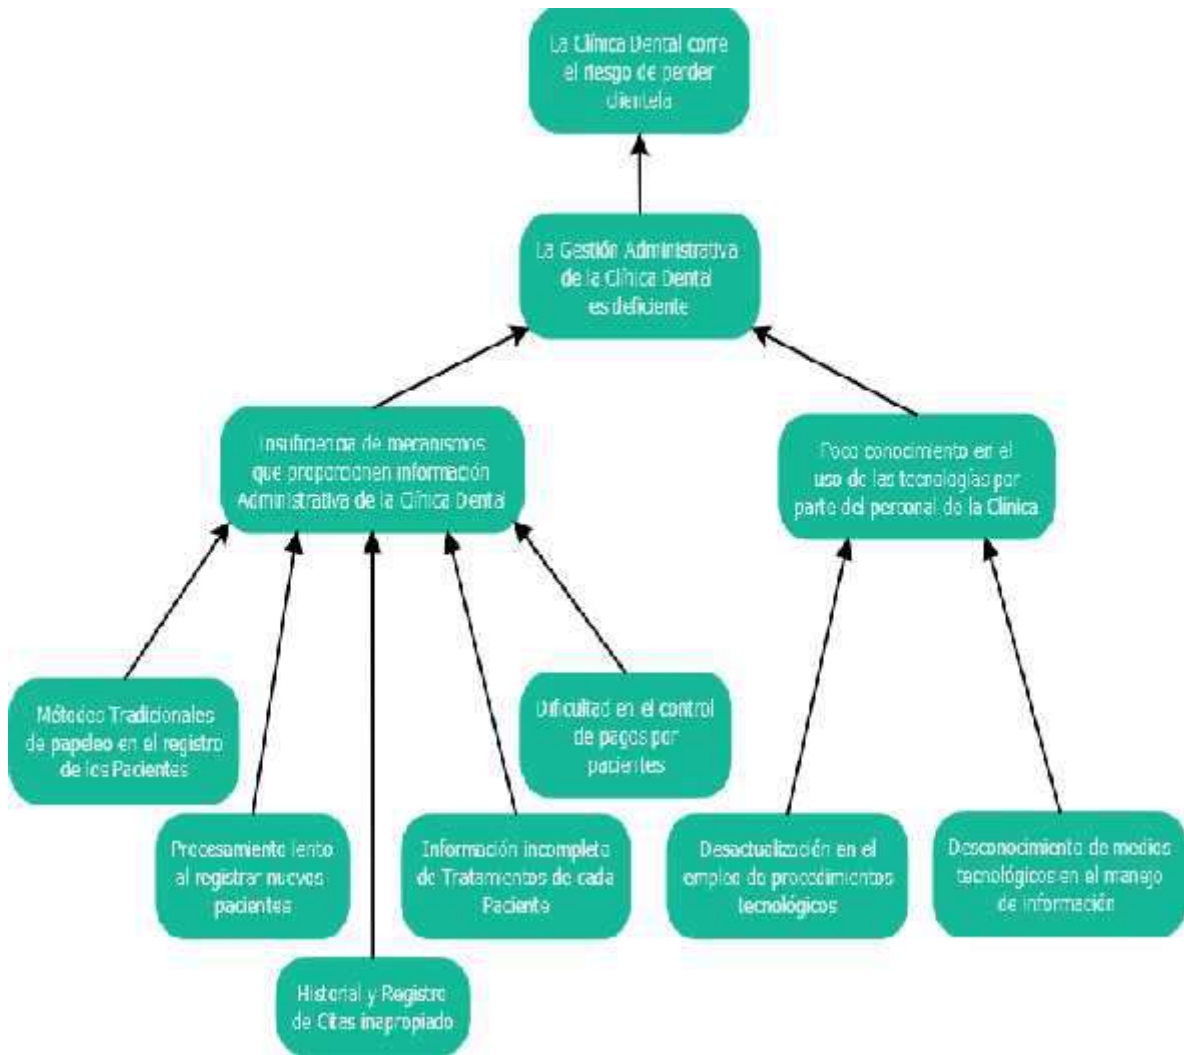 La Clínica Dental corre
el riesgo de perder
clientela
La Gestión Administrativa
de la Clínica Dental
es deficiente
Insuficiencia de mecanismos
que proporcionen información
Administrativa de la Clínica Dental
Poco conocimiento en el
uso de las tecnologías por
parte del personal de la Clínica
Métodos Tradicionales
de papeleo en el registro
de los Pacientes
Dificultad en el control
de pagos por
pacientes
Procesamiento lento
al registrar nuevos
pacientes
Información incompleta
de Tratamientos de cada
Paciente
Desactualización en el
empleo de procedimientos
tecnológicos
Desconocimiento de medios
tecnológicos en el manejo
de información
Historial y Registro
de Citas inapropiado